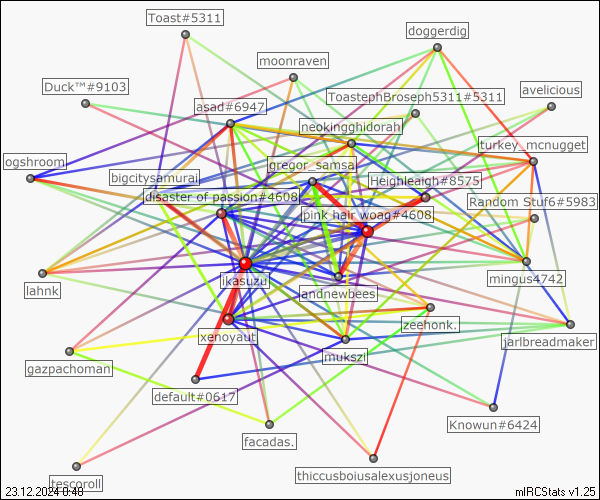 Toast#5311
doggerdig
moonraven
Duck™#9103
avelicious
ToastephBroseph5311#5311
asad#6947
neokingghidorah
turkey_mcnugget
ogshroom
gregor_samsa
bigcitysamurai
Heighleaigh#8575
disaster of passion#4608
Random Stuf6#5983
pink hair woag#4608
ikasuzu
mingus4742
lahnk
landnewbees
zeehonk.
xenoyaut
jarlbreadmaker
mukszi
gazpachoman
default#0617
Knowun#6424
facadas.
thiccusboiusalexusjoneus
tescoroll
23.12.2024 0:48
mIRCStats v1.25